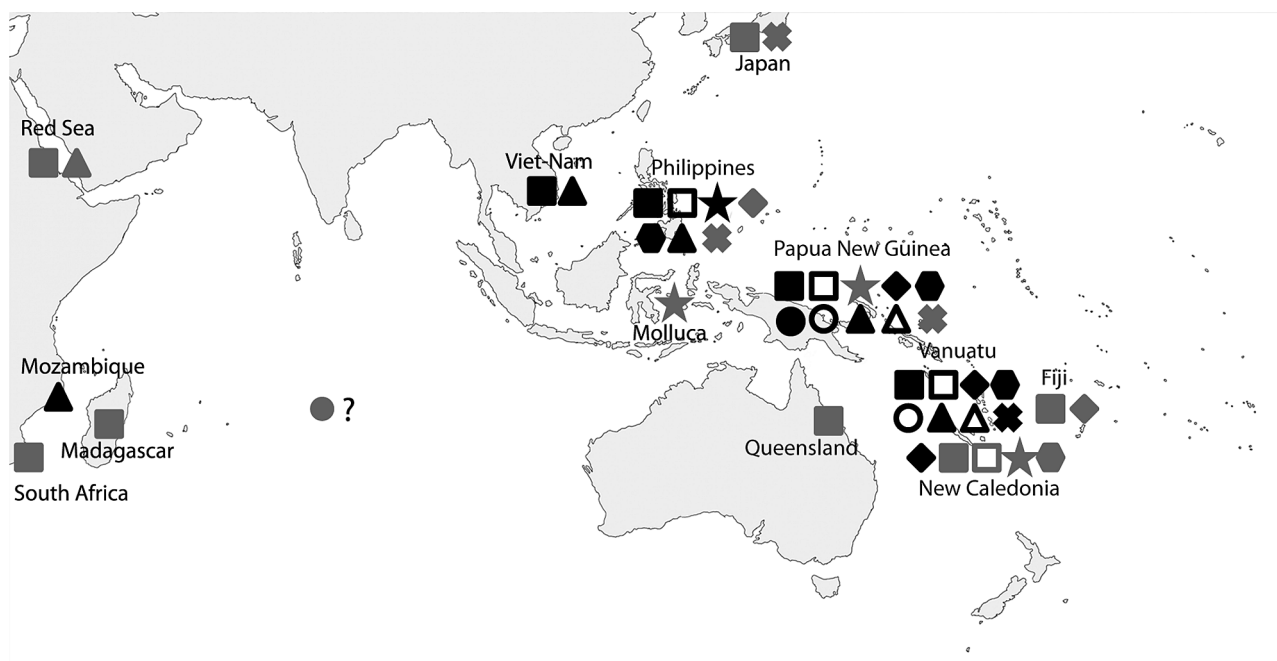 Japan
Red Sea
Viet-Nam
Philippines
Papua New Guinea
Molluca
Vanuatu
Mozambique
Fiji
?
Madagascar
Queensland
South Africa
New Caledonia